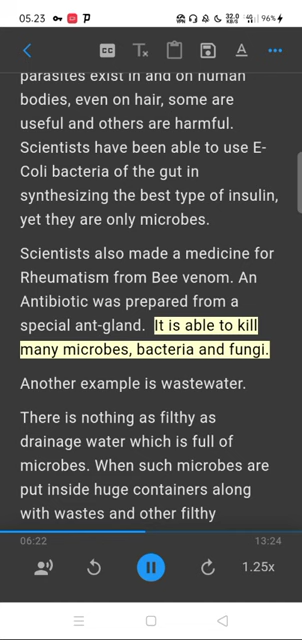 05.23
32.0
KB/S
4G
96%
CC
parasites exist in and on human
bodies, even on hair, some are
useful and others are harmful.
Scientists have been able to use E-
Coli bacteria of the gut in
synthesizing the best type of insulin,
yet they are only microbes.
Scientists also made a medicine for
Rheumatism from Bee venom. An
Antibiotic was prepared from a
special ant-gland. It is able to kill
many microbes, bacteria and fungi.
Another example is wastewater.
There is nothing as filthy as
drainage water which is full of
microbes. When such microbes are
put inside huge containers along
with wastes and other filthy
06:22
13:24
1.25x